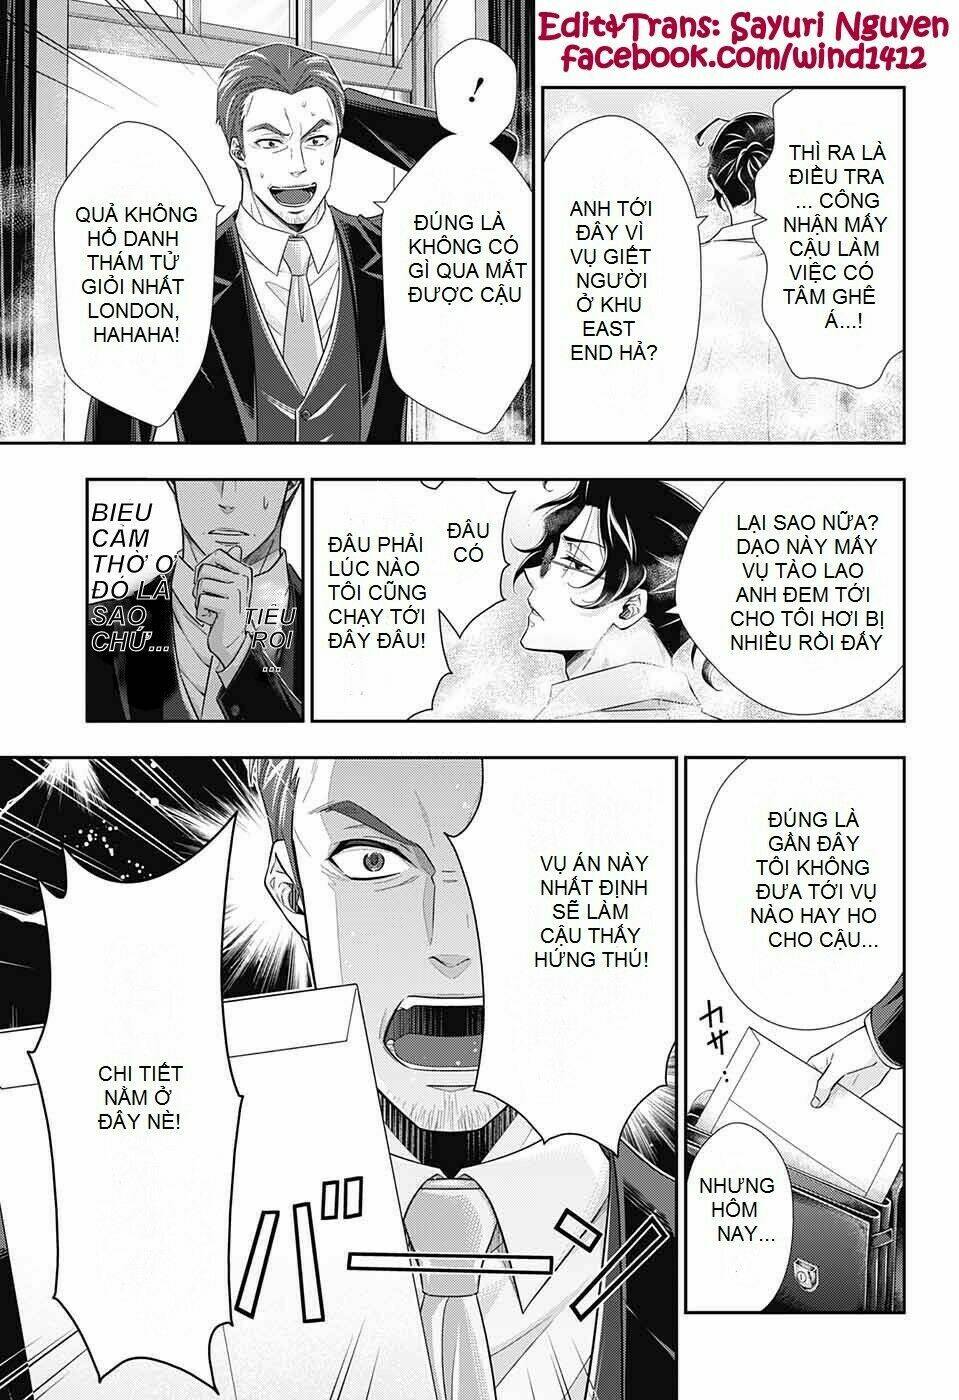 Edit&Trans: Sayuri Nguyen
facebook.com/wind1412
THÌ RA LÀ
ĐIỀU TRA
... CÔNG
NHẬN MẤY
CẬU LÀM
VIỆC CÓ
TÂM GHÊ
Á...!
ANH TỚI
ĐÂY VÌ
VỤ GIẾT
NGƯỜI
Ở KHU
EAST
END HẢ?
!
ĐÚNG LÀ
KHÔNG CÓ
GÌ QUA MẮT
ĐƯỢC CẬU
QUẢ KHÔNG
HỔ DANH
THÁM TỬ
GIỎI NHẤT
LONDON,
HAHAHA!
LẠI SAO NỮA?
DẠO NÀY MẤY
VỤ TÀO LAO
ANH ĐEM TỚI
CHO TÔI HƠI BỊ
NHIỀU RỒI ĐẤY
ĐÂU
CÓ
ĐÂU PHẢI
LÚC NÀO
TÔI CŨNG
CHẠY TỚI
ĐÂY ĐÂU!
TIÊU
RỒI
...
BIỂU
CẢM
THỜ Ơ
ĐÓ LÀ
SAO
CHỨ...
ĐÚNG LÀ
GẦN ĐÂY
TÔI KHÔNG
ĐƯA TỚI VỤ
NÀO HAY HO
CHO CẬU...
カサ…
NHƯNG
HÔM
NAY...
VỤ ÁN NÀY
NHẤT ĐỊNH
SẼ LÀM
CẬU THẤY
HỨNG THÚ!
CHI TIẾT
NẰM Ở
ĐÂY NÈ!
バーン